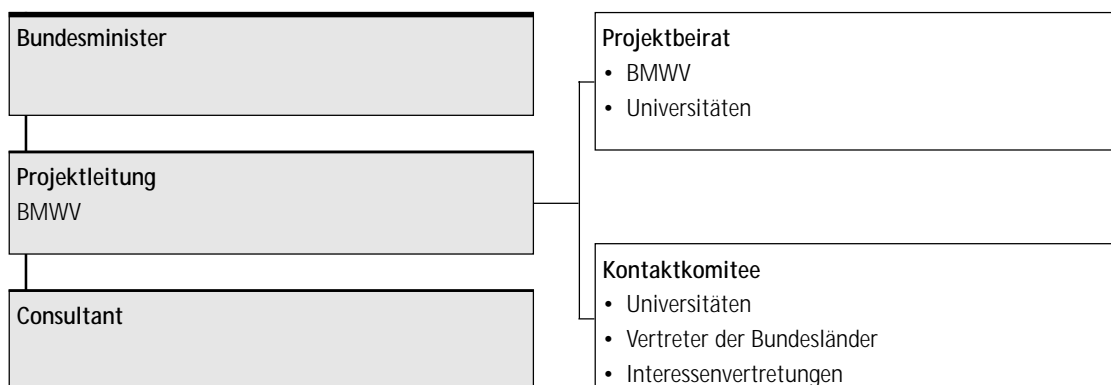 Bundesminister
Projektleitung
BMWV
Consultant
Projektbeirat
• BMWV
• Universitäten
Kontaktkomitee
• Universitäten
• Vertreter der Bundesländer
• Interessenvertretungen